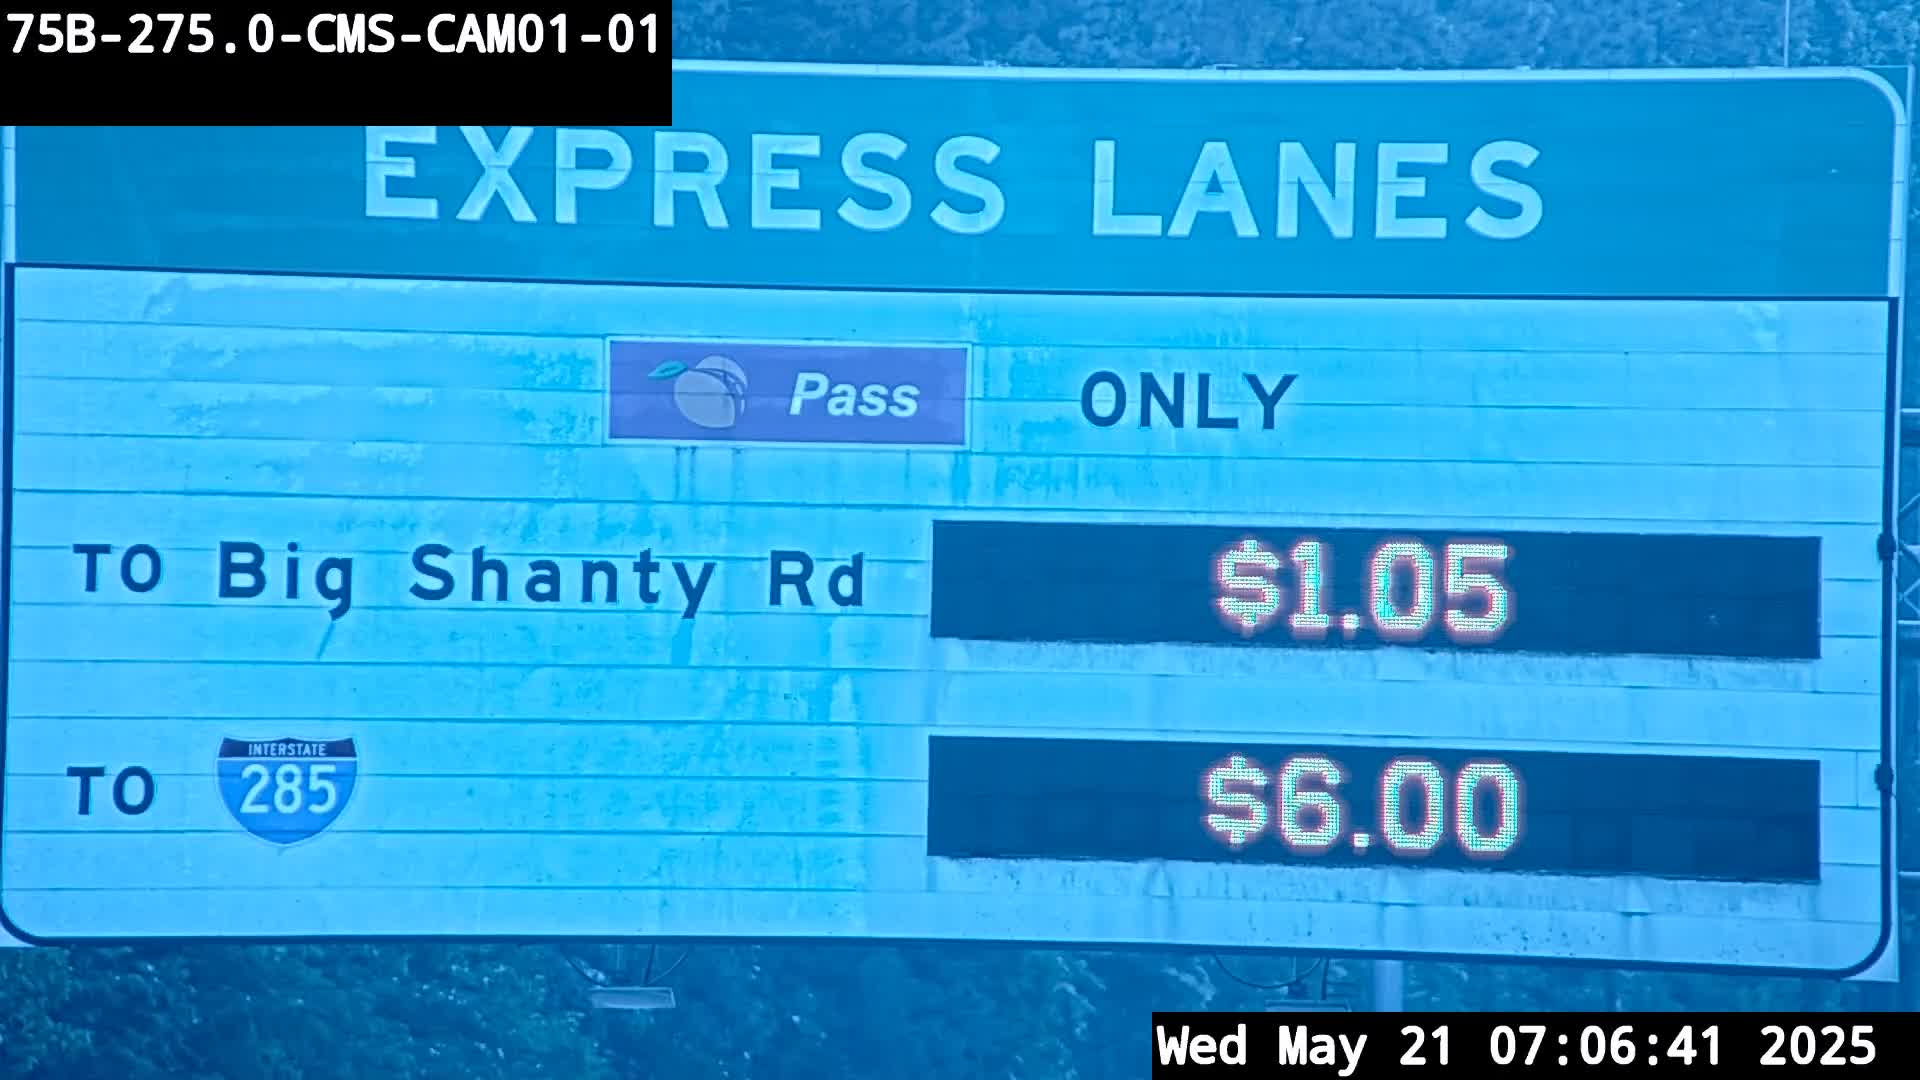 75B-275.0-CMS-CAM01-01
EXPRESS LANES
Pass ONLY
TO Big Shanty Rd $1.05
INTERSTATE
TO 285 $6.00
Wed May 21 07:06:41 2025